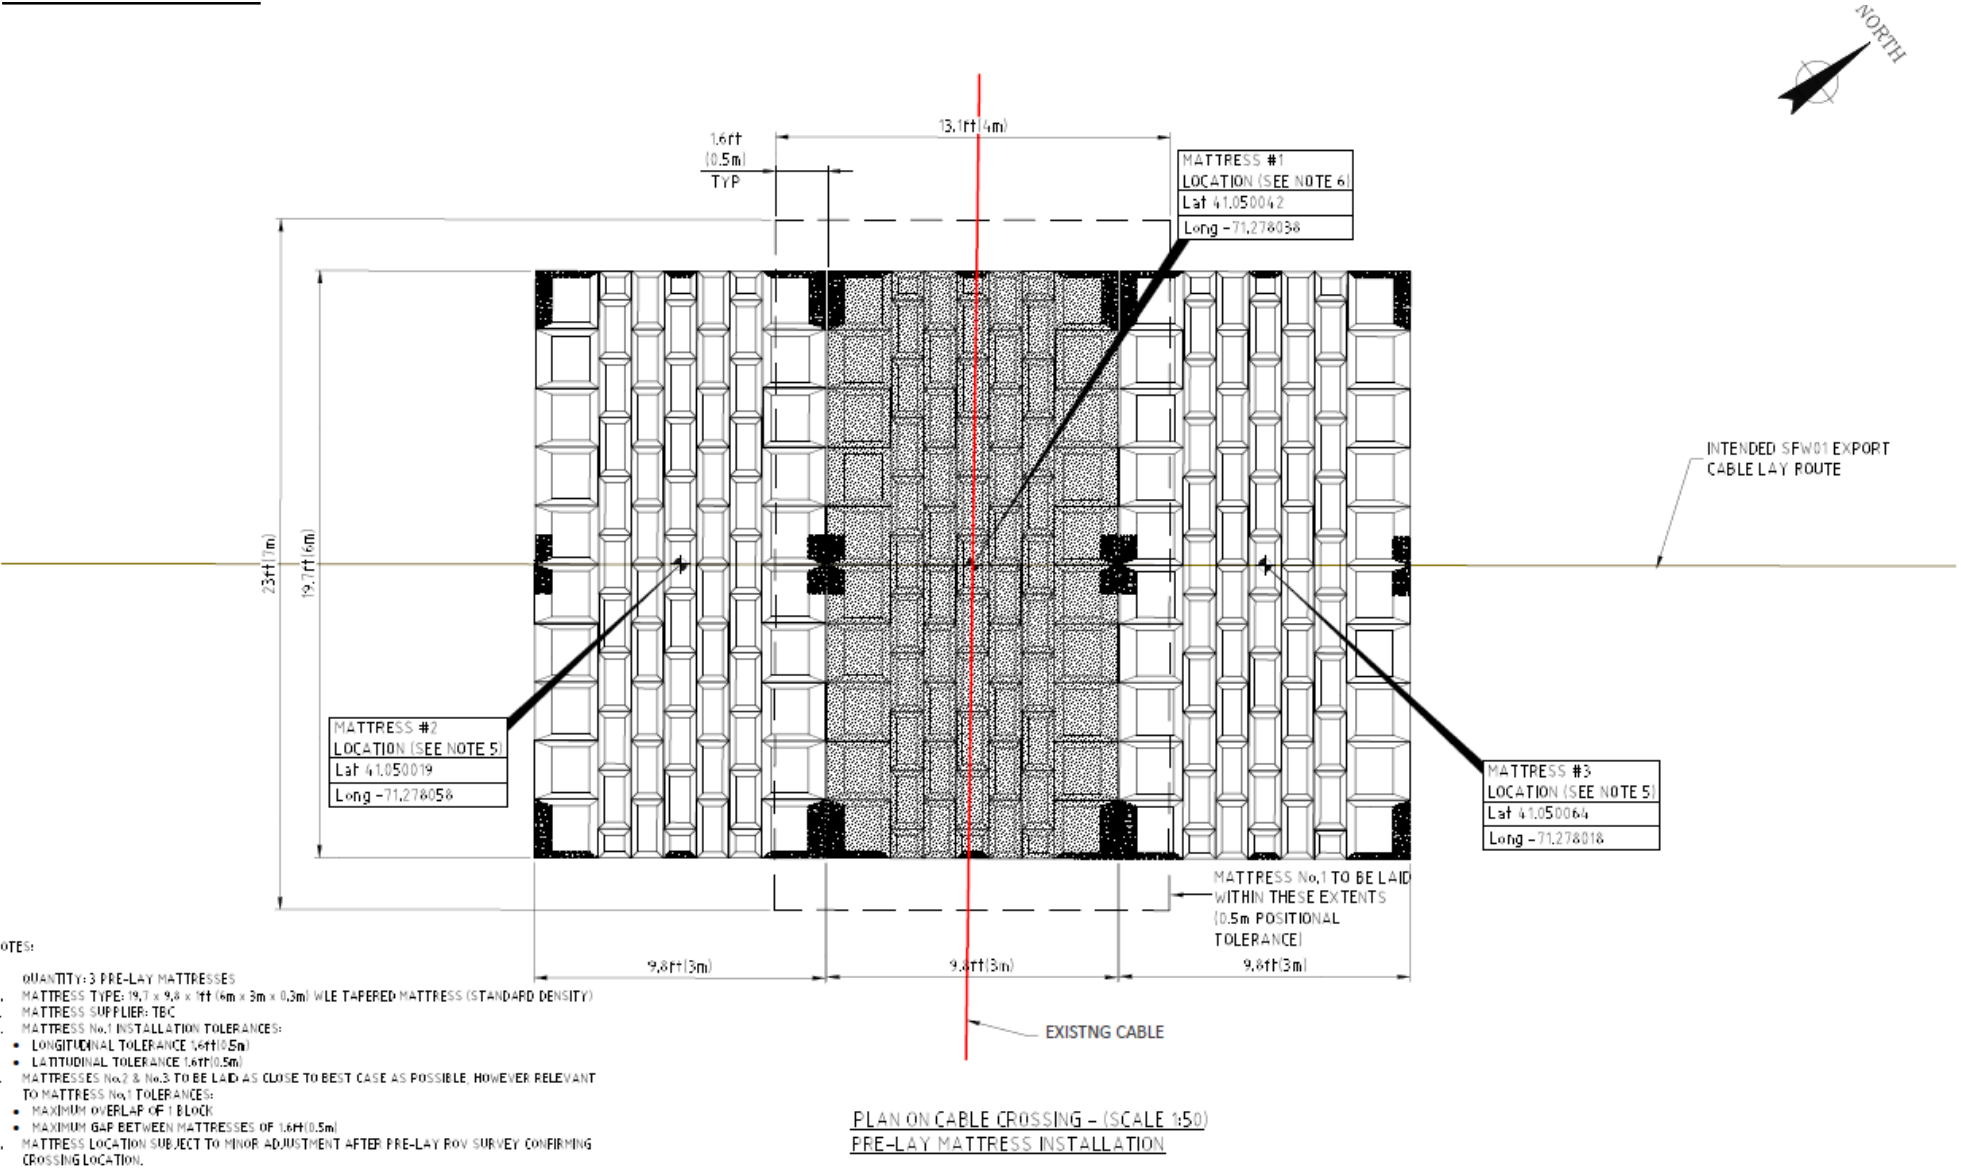 NORTH
13.1ft(4m)
1.6ft
(0.5m)
TYP
MATTRESS #1
LOCATION (SEE NOTE 6)
Lat 41.050042
Long -71.278038
INTENDED SFW01 EXPORT
CABLE LAY ROUTE
23ft(7m)
19.7ft(6m)
MATTRESS #2
LOCATION (SEE NOTE 5)
Lat 41.050019
Long -71.278058
MATTRESS #3
LOCATION (SEE NOTE 5)
Lat 41.050064
Long -71.278018
MATTRESS No.1 TO BE LAID
WITHIN THESE EXTENTS
(0.5m POSITIONAL
TOLERANCE)
9.8ft(3m)
9.8ft(3m)
9.8ft(3m)
EXISTNG CABLE
OTES:
QUANTITY: 3 PRE-LAY MATTRESSES
. MATTRESS TYPE: 19.7 x 9.8 x 1ft (6m x 3m x 0.3m) WLE TAPERED MATTRESS (STANDARD DENSITY)
. MATTRESS SUPPLIER: TBC
. MATTRESS No.1 INSTALLATION TOLERANCES:
• LONGITUDINAL TOLERANCE 1.6ft(0.5m)
• LATITUDINAL TOLERANCE 1.6ft(0.5m)
. MATTRESSES No.2 & No.3 TO BE LAID AS CLOSE TO BEST CASE AS POSSIBLE, HOWEVER RELEVANT
TO MATTRESS No.1 TOLERANCES:
• MAXIMUM OVERLAP OF 1 BLOCK
• MAXIMUM GAP BETWEEN MATTRESSES OF 1.6ft(0.5m)
. MATTRESS LOCATION SUBJECT TO MINOR ADJUSTMENT AFTER PRE-LAY ROV SURVEY CONFIRMING
CROSSING LOCATION.
PLAN ON CABLE CROSSING - (SCALE 1:50)
PRE-LAY MATTRESS INSTALLATION